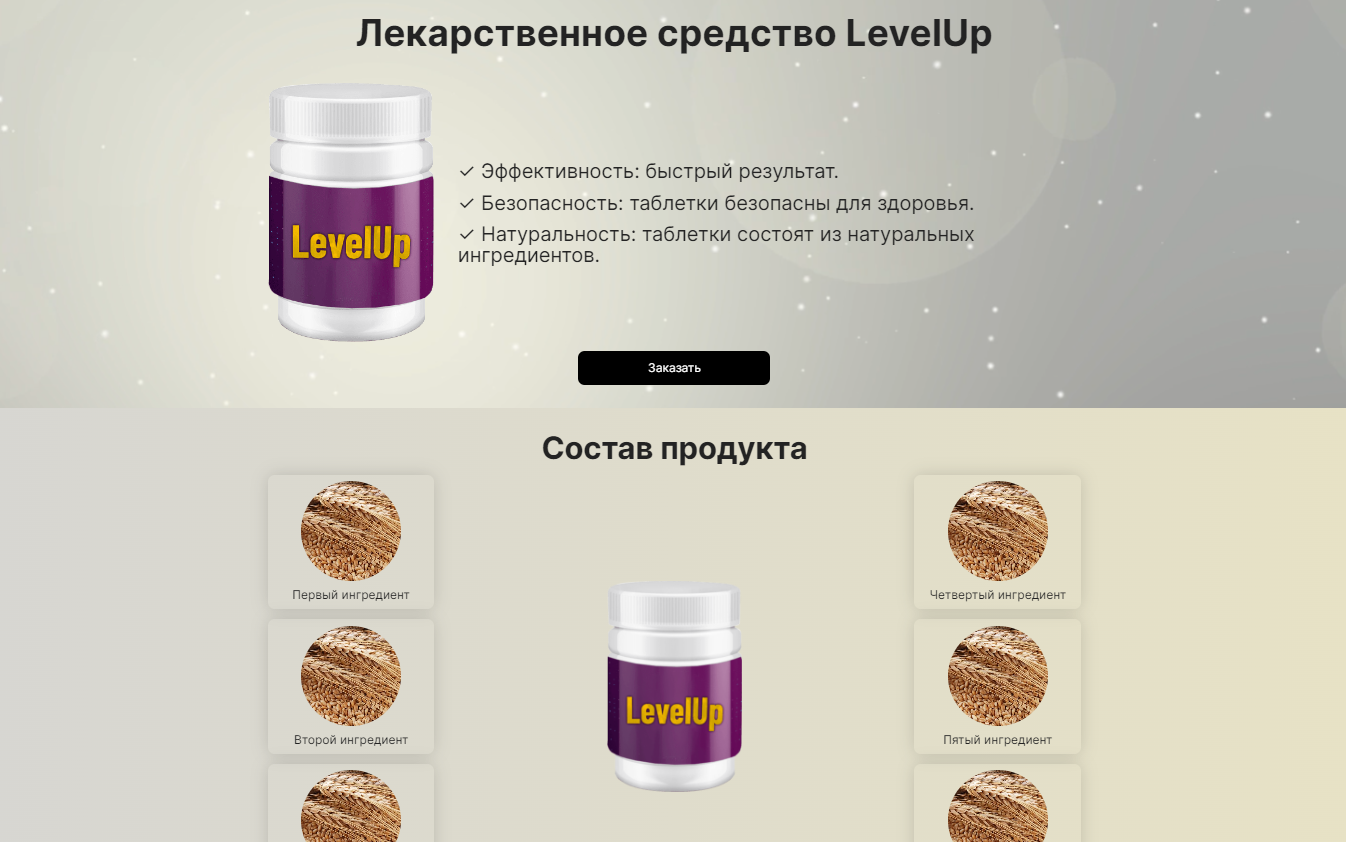 Лекарственное средство LevelUp
LevelUp
✓ Эффективность: быстрый результат.
✓ Безопасность: таблетки безопасны для здоровья.
✓ Натуральность: таблетки состоят из натуральных
ингредиентов.
Заказать
Состав продукта
Первый ингредиент
Четвертый ингредиент
LevelUp
Второй ингредиент
Пятый ингредиент